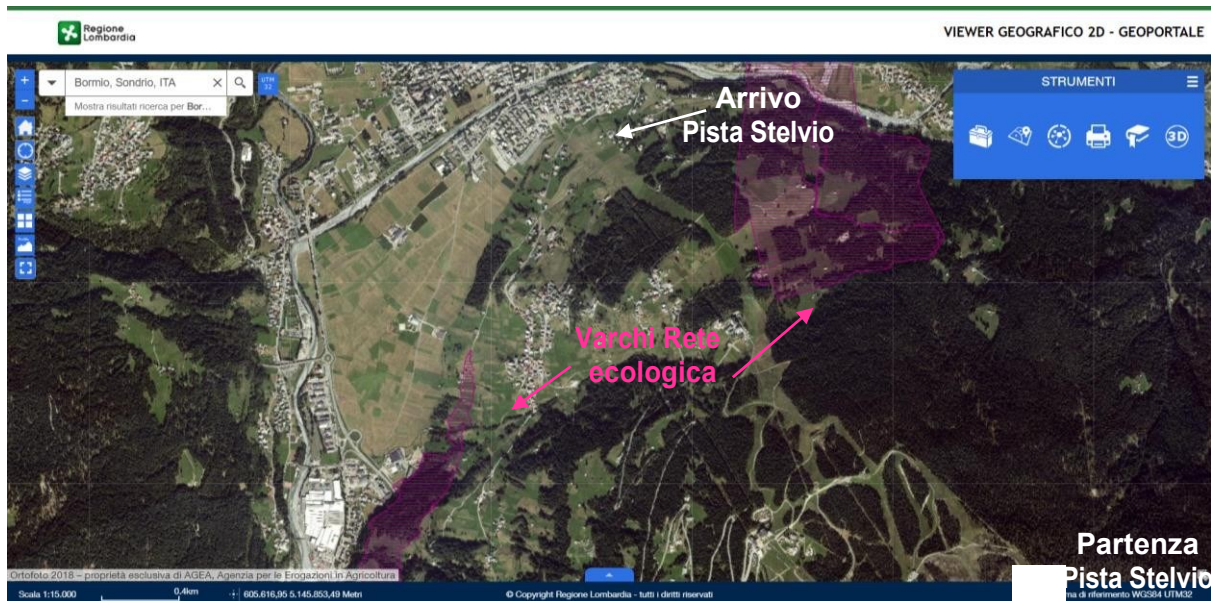 Regione
Lombardia
VIEWER GEOGRAFICO 2D - GEOPORTALE
+
Bormio, Sondrio, ITA
UTM
32
Mostra risultati ricerca per Bor...
-
STRUMENTI
3D
Arrivo
Pista Stelvio
Varchi Rete
ecologica
Partenza
Pista Stelvio
Ortofoto 2018 – proprietà esclusiva di AGEA, Agenzia per le Erogazioni in Agricoltura
Scala 1:15.000
0.4km
605.616,95 5.145.853,49 Metri
© Copyright Regione Lombardia - tutti i diritti riservati
di riferimento WGS84 UTM32